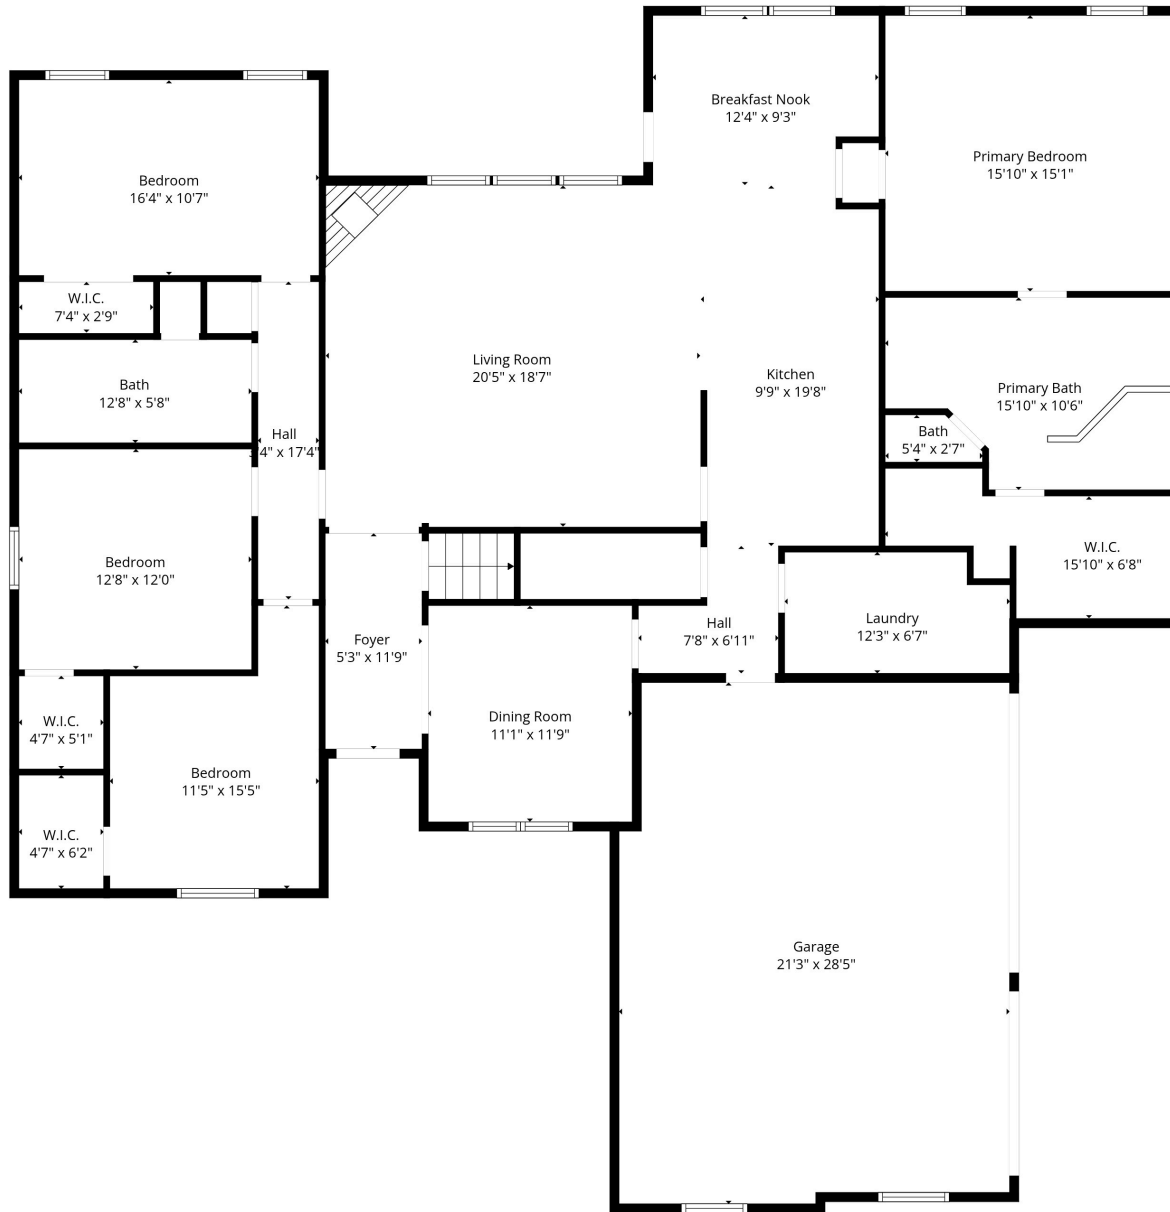 Breakfast Nook
12'4" x 9'3"
Primary Bedroom
15'10" x 15'1"
Bedroom
16'4" x 10'7"
W.I.C.
7'4" x 2'9"
Living Room
20'5" x 18'7"
Kitchen
9'9" x 19'8"
Bath
12'8" x 5'8"
Primary Bath
15'10" x 10'6"
Hall
4" x 17'4"
Bath
5'4" x 2'7"
Bedroom
12'8" x 12'0"
W.I.C.
15'10" x 6'8"
Foyer
5'3" x 11'9"
Hall
7'8" x 6'11"
Laundry
12'3" x 6'7"
W.I.C.
4'7" x 5'1"
Dining Room
11'1" x 11'9"
Bedroom
11'5" x 15'5"
W.I.C.
4'7" x 6'2"
Garage
21'3" x 28'5"